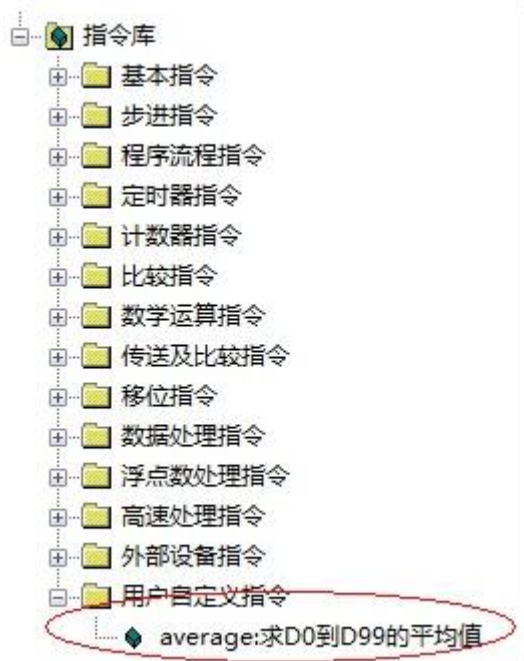 指令库
基本指令
步进指令
程序流程指令
定时器指令
计数器指令
比较指令
数学运算指令
传送及比较指令
移位指令
数据处理指令
浮点数处理指令
高速处理指令
外部设备指令
用户自定义指令
average:求D0到D99的平均值